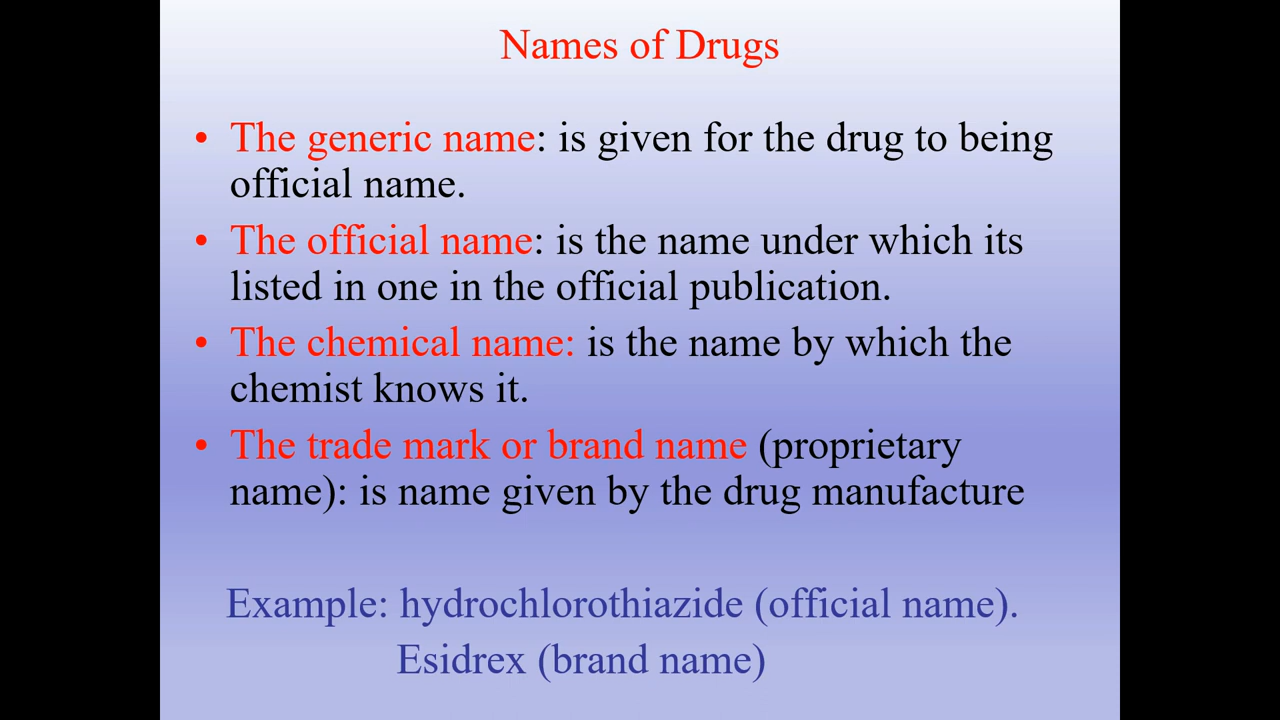 Names of Drugs
• The generic name: is given for the drug to being
official name.
• The official name: is the name under which its
listed in one in the official publication.
• The chemical name: is the name by which the
chemist knows it.
• The trade mark or brand name (proprietary
name): is name given by the drug manufacture
Example: hydrochlorothiazide (official name).
Esidrex (brand name)